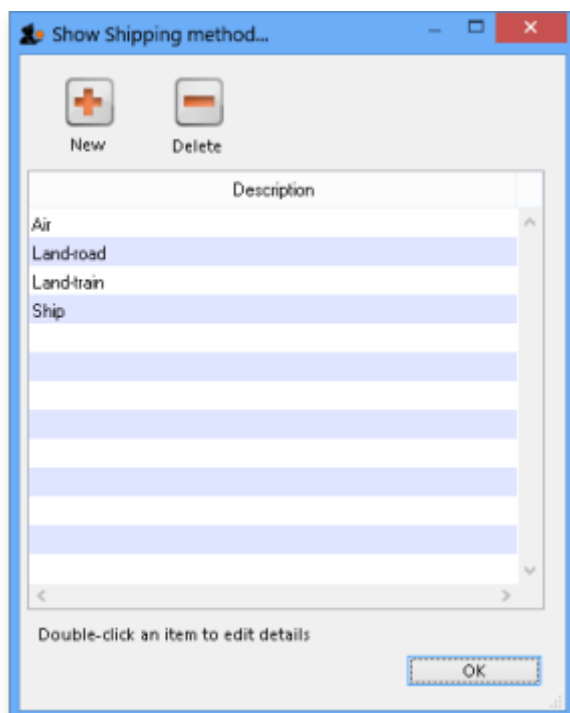 Show Shipping method...
New Delete
Description
Air
Land-road
Land-train
Ship
Double-click an item to edit details
OK